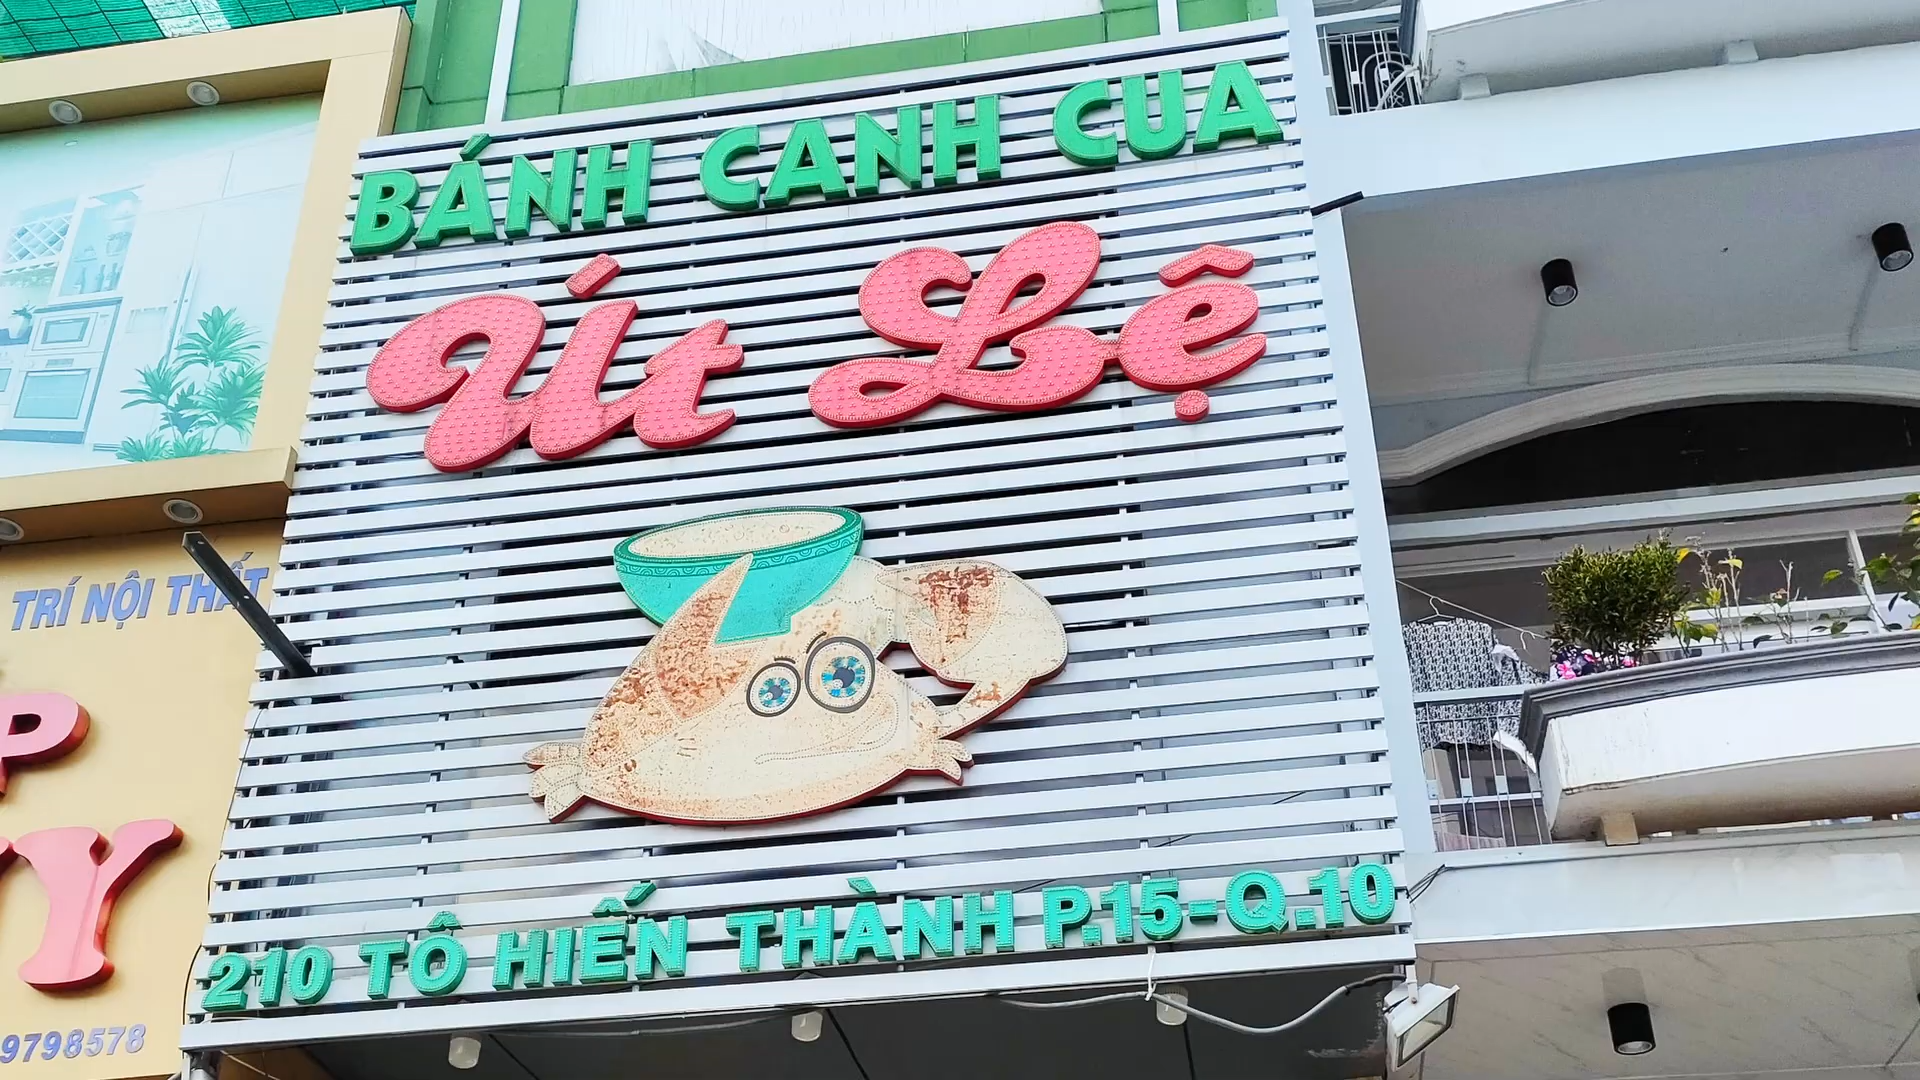 BÁNH CANH CUA
Út Lệ
210 TÔ HIẾN THÀNH P.15-Q.10
TRÍ NỘI THẤT
P
Y
9798578